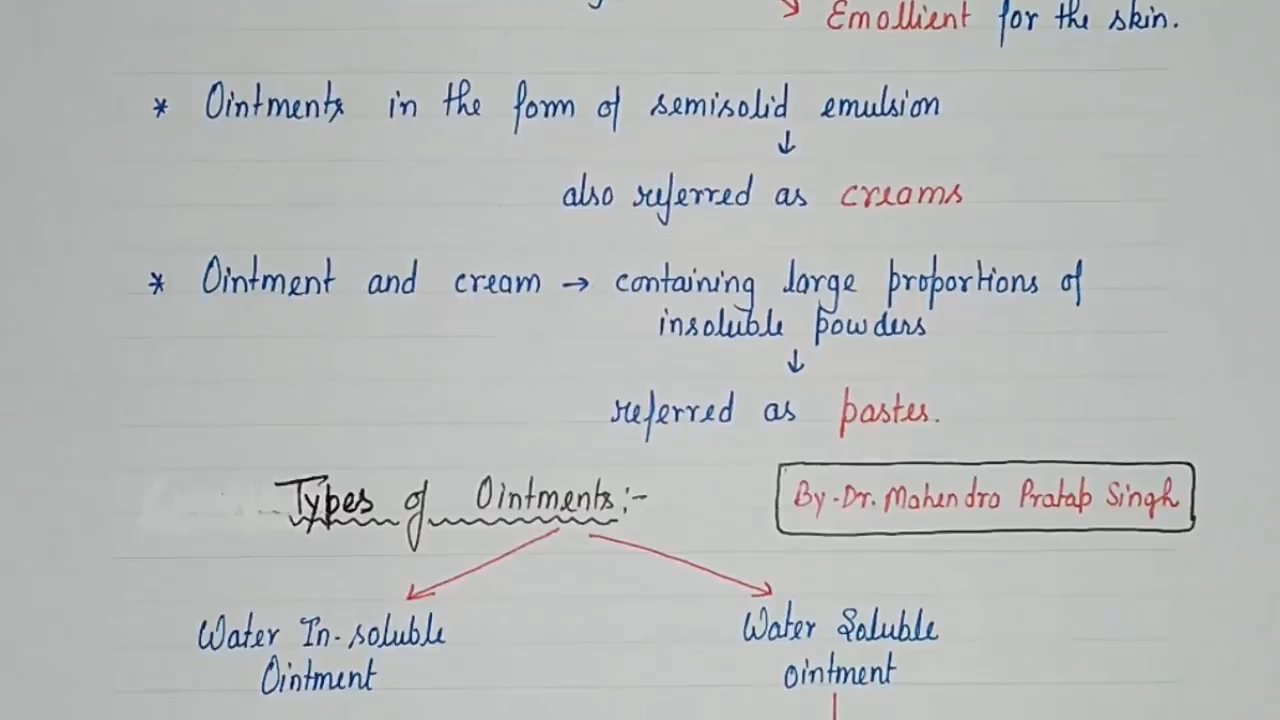 ↘ Emollient for the skin.
* Ointments in the form of semisolid emulsion
↓
also referred as creams
* Ointment and cream → containing large proportions of
insoluble powders
↓
referred as pastes.
Types of Ointments:-
By-Dr. Mahendra Pratap Singh
Water In-soluble
Ointment
Water Soluble
ointment